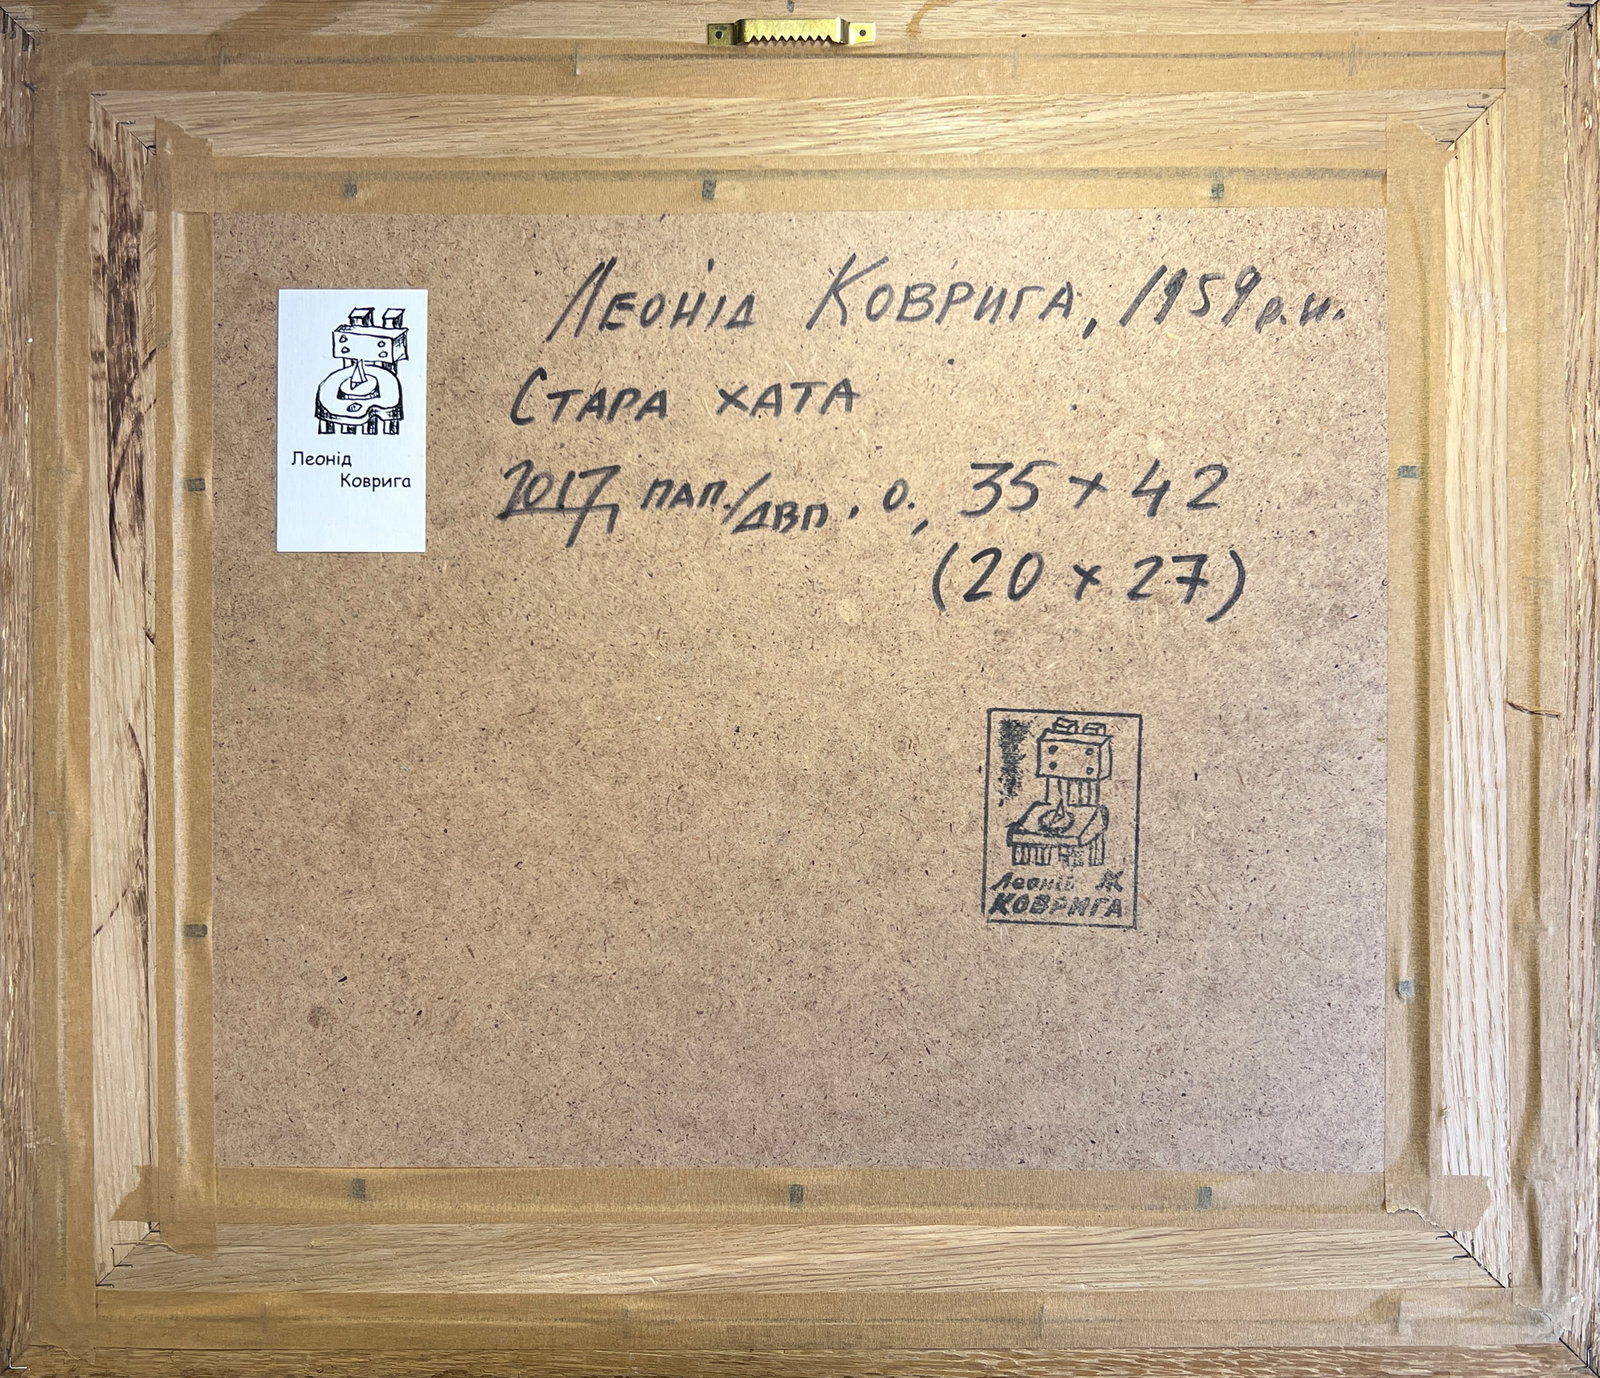 Леонід Коврига, 1959 р.н.
Стара хата
2017, пап./двп. о., 35 × 42
(20 × 27)
Леонід
Коврига
Леонід Ж
КОВРИГА